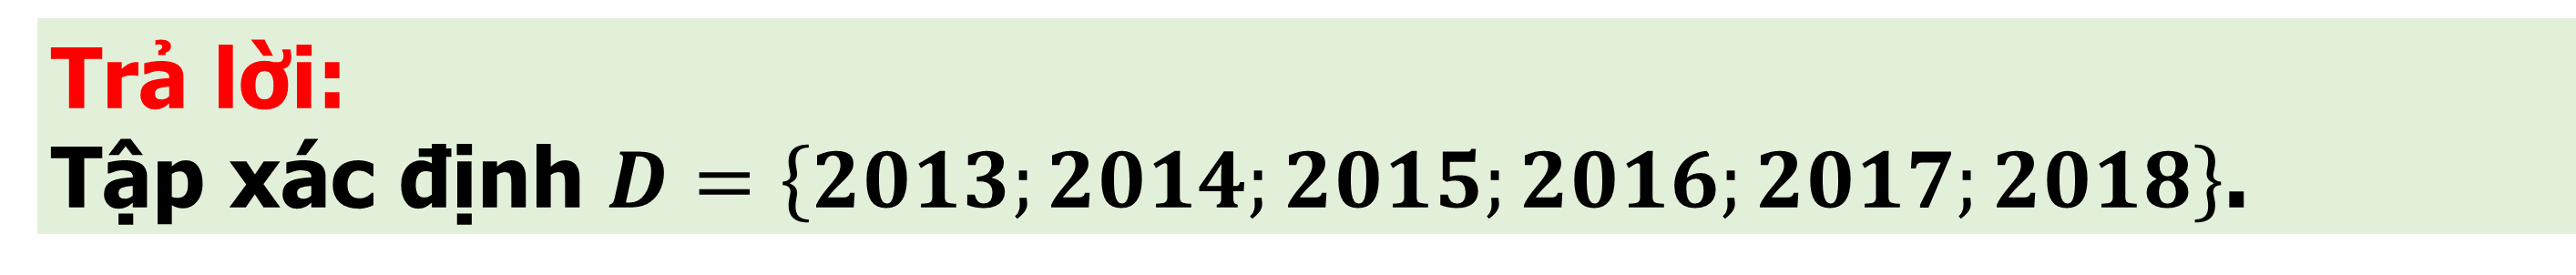 Trả lời:
Tập xác định D = {2013; 2014; 2015; 2016; 2017; 2018}.